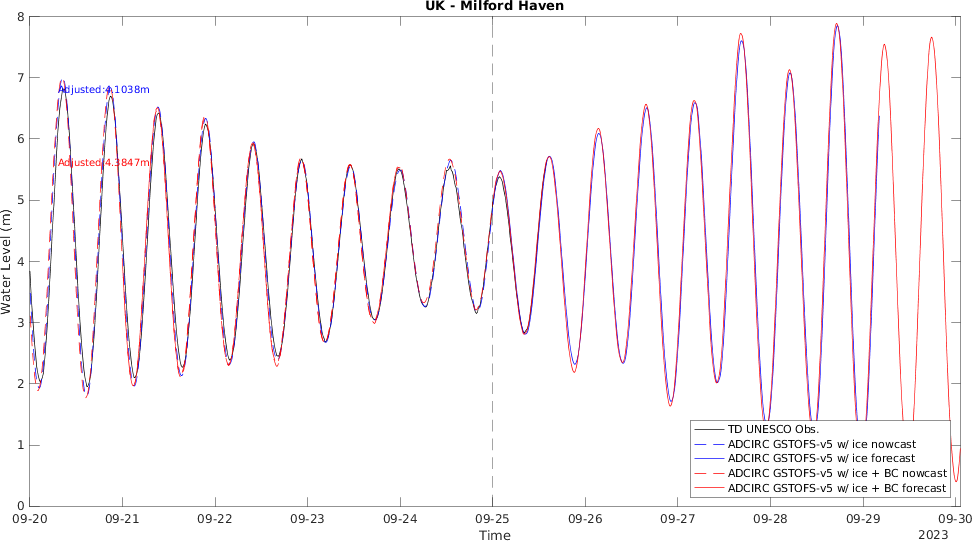 UK - Milford Haven
8
7
6
5
4
3
2
1
0
Water Level (m)
Adjusted:4.1038m
Adjusted:4.3847m
TD UNESCO Obs.
ADCIRC GSTOFS-v5 w/ ice nowcast
ADCIRC GSTOFS-v5 w/ ice forecast
ADCIRC GSTOFS-v5 w/ ice + BC nowcast
ADCIRC GSTOFS-v5 w/ ice + BC forecast
09-20 09-21 09-22 09-23 09-24 09-25 09-26 09-27 09-28 09-29 09-30
Time
2023